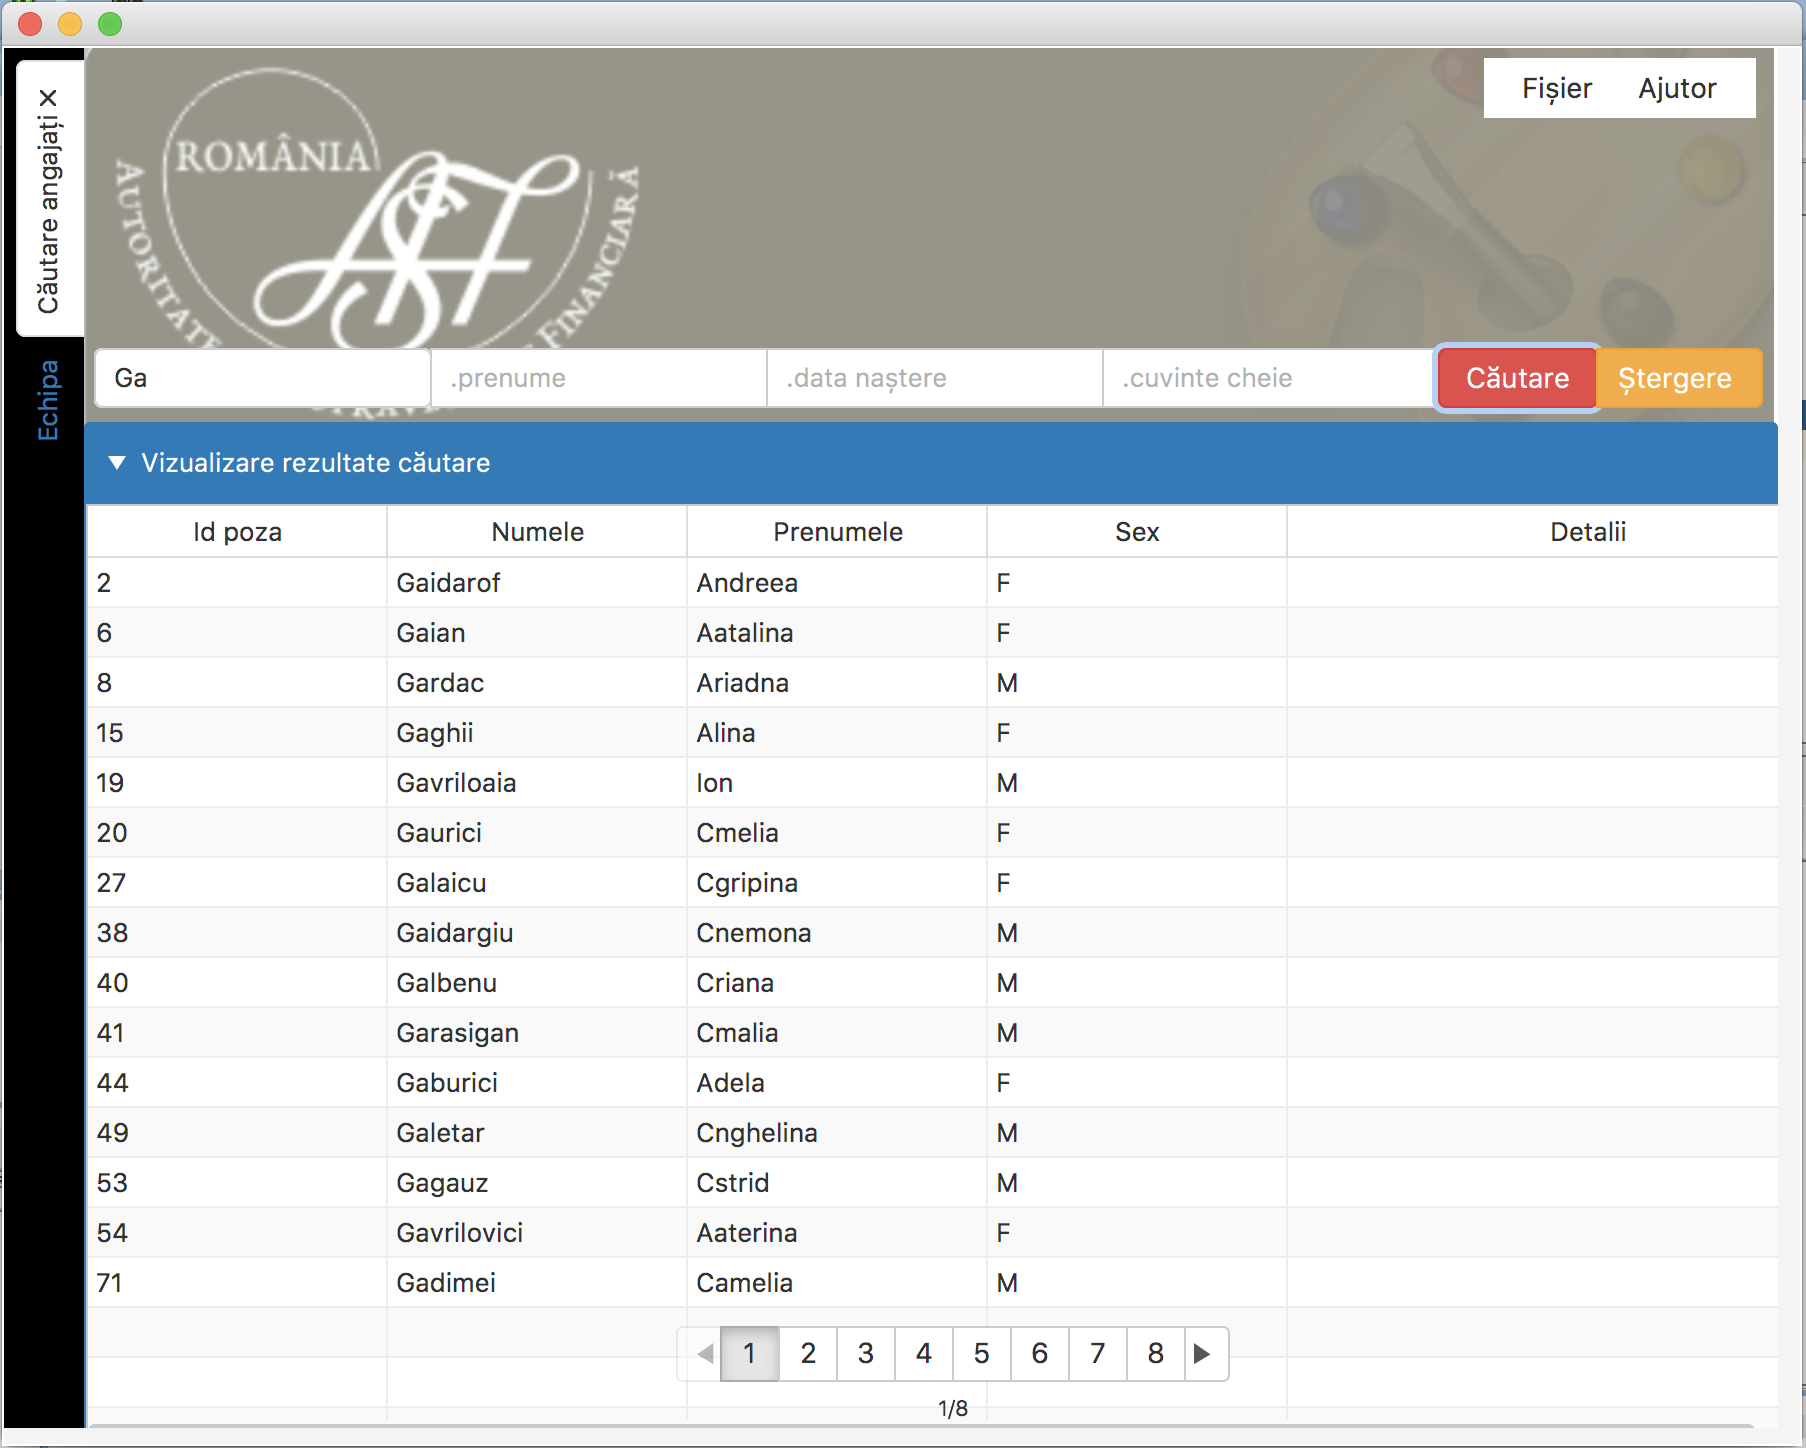 Căutare angajați ×
Echipa
Fișier Ajutor
ROMÂNIA
ASF
AUTORITATE FINANCIARĂ
Ga .prenume .data naștere .cuvinte cheie Căutare Ștergere
▼ Vizualizare rezultate căutare
Id poza Numele Prenumele Sex Detalii
2 Gaidarof Andreea F
6 Gaian Aatalina F
8 Gardac Ariadna M
15 Gaghii Alina F
19 Gavriloaia Ion M
20 Gaurici Cmelia F
27 Galaicu Cgripina F
38 Gaidargiu Cnemona M
40 Galbenu Criana M
41 Garasigan Cmalia M
44 Gaburici Adela F
49 Galetar Cnghelina M
53 Gagauz Cstrid M
54 Gavrilovici Aaterina F
71 Gadimei Camelia M
1 2 3 4 5 6 7 8
1/8